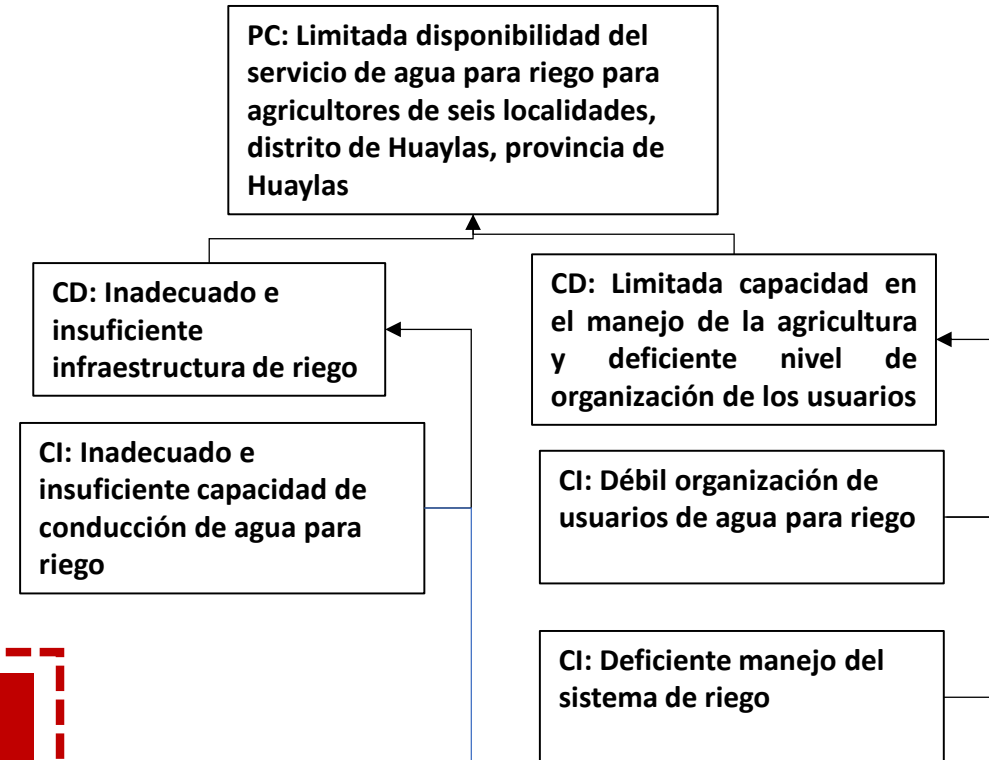 PC: Limitada disponibilidad del
servicio de agua para riego para
agricultores de seis localidades,
distrito de Huaylas, provincia de
Huaylas
CD: Inadecuado e
insuficiente
infraestructura de riego
CD: Limitada capacidad en
el manejo de la agricultura
y deficiente nivel de
organización de los usuarios
CI: Inadecuado e
insuficiente capacidad de
conducción de agua para
riego
CI: Débil organización de
usuarios de agua para riego
CI: Deficiente manejo del
sistema de riego